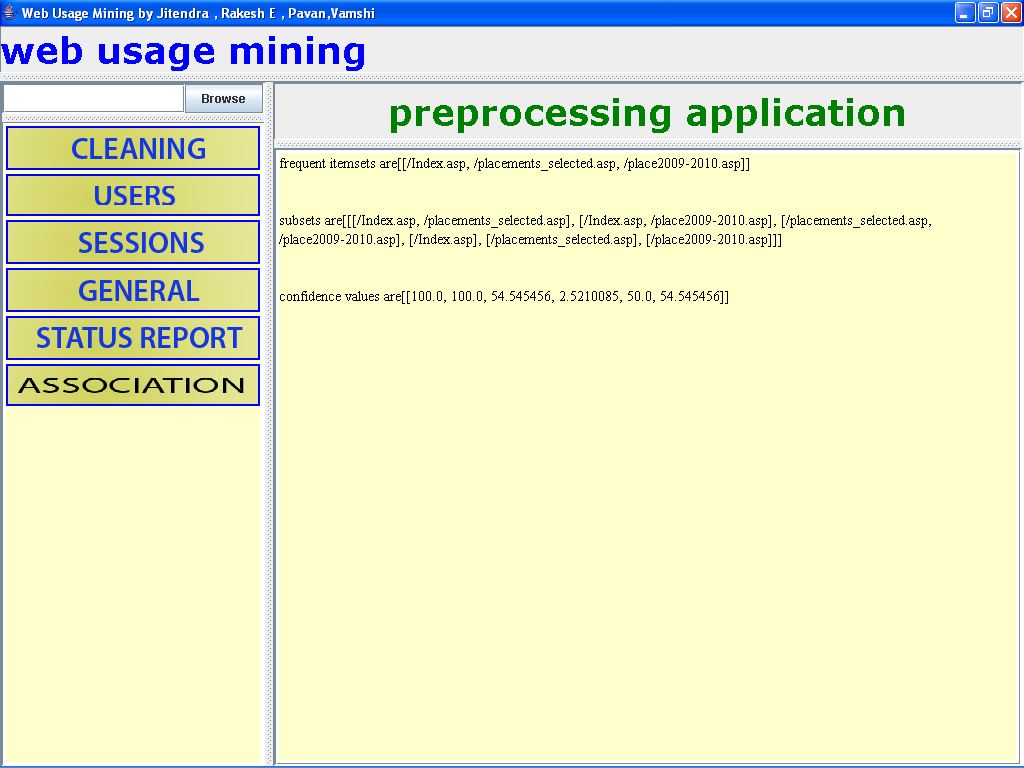 Web Usage Mining by Jitendra , Rakesh E , Pavan,Vamshi
web usage mining
Browse
preprocessing application
CLEANING
USERS
SESSIONS
GENERAL
STATUS REPORT
ASSOCIATION
frequent itemsets are[[/Index.asp, /placements_selected.asp, /place2009-2010.asp]]
subsets are[[[/Index.asp, /placements_selected.asp], [/Index.asp, /place2009-2010.asp], [/placements_selected.asp,
/place2009-2010.asp], [/Index.asp], [/placements_selected.asp], [/place2009-2010.asp]]]
confidence values are[[100.0, 100.0, 54.545456, 2.5210085, 50.0, 54.545456]]